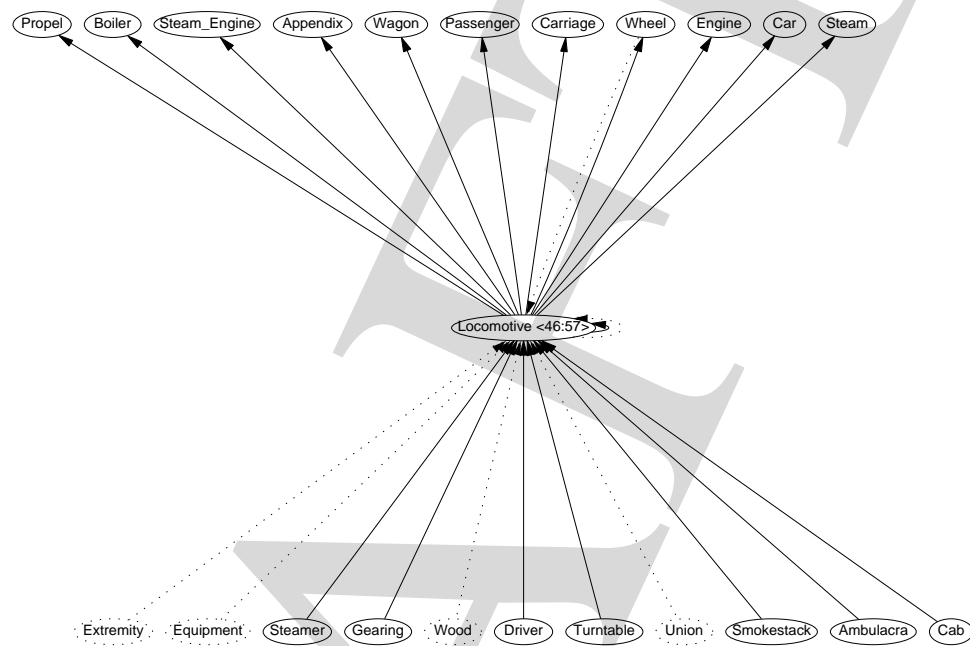 Propel Boiler Steam_Engine Appendix Wagon Passenger Carriage Wheel Engine Car Steam
Locomotive <46:57>
Extremity Equipment Steamer Gearing Wood Driver Turntable Union Smokestack Ambulacra Cab